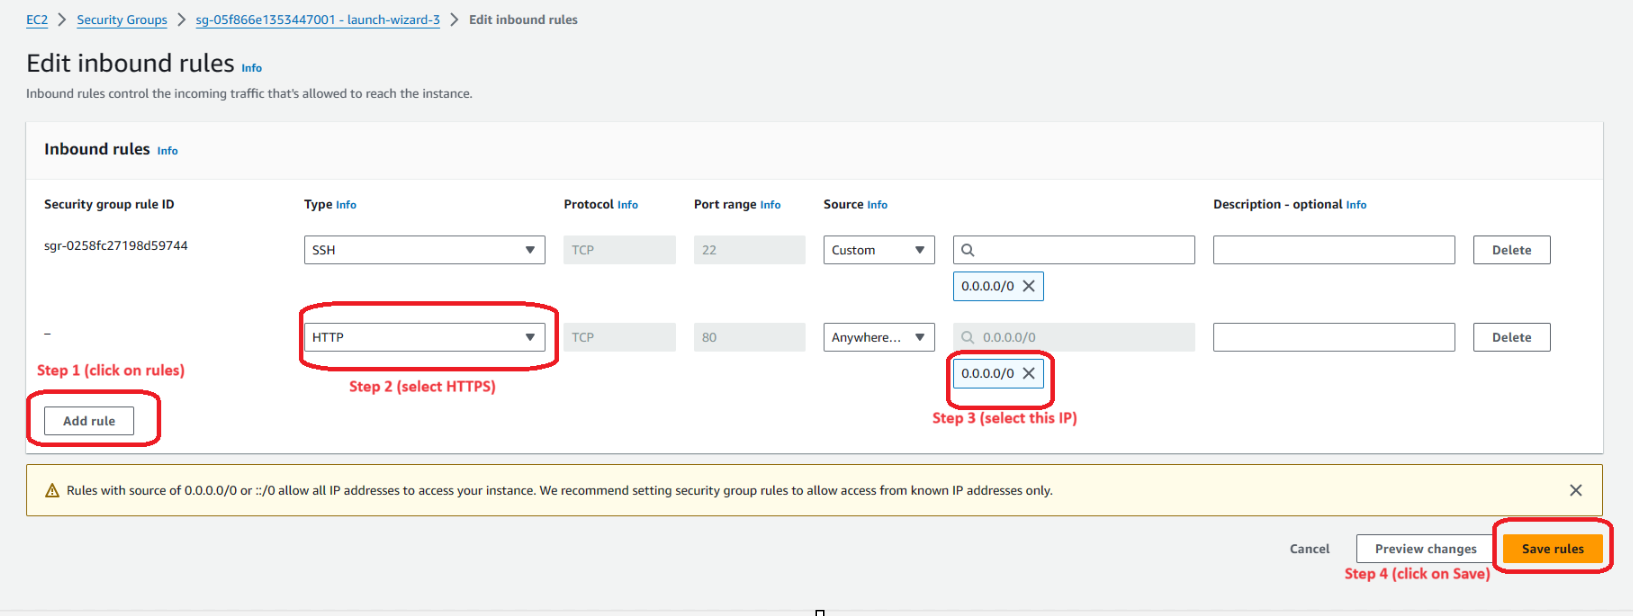 EC2 > Security Groups > sg-05f866e1353447001 - launch-wizard-3 > Edit inbound rules
Edit inbound rules Info
Inbound rules control the incoming traffic that's allowed to reach the instance.
Inbound rules Info
Security group rule ID Type Info Protocol Info Port range Info Source Info Description - optional Info
sgr-0258fc27198d59744 SSH TCP 22 Custom Delete
0.0.0.0/0
– HTTP TCP 80 Anywhere... 0.0.0.0/0 Delete
0.0.0.0/0
Step 1 (click on rules)
Step 2 (select HTTPS)
Step 3 (select this IP)
Add rule
Rules with source of 0.0.0.0/0 or ::/0 allow all IP addresses to access your instance. We recommend setting security group rules to allow access from known IP addresses only.
Cancel Preview changes Save rules
Step 4 (click on Save)